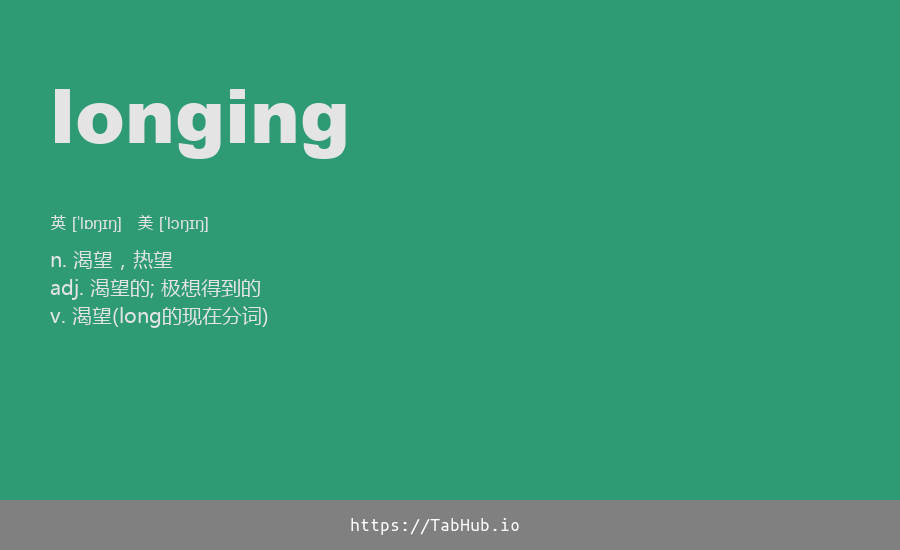 longing
英 [ˈlɒŋɪŋ] 美 [ˈlɔŋɪŋ]
n. 渴望，热望
adj. 渴望的; 极想得到的
v. 渴望(long的现在分词)
https://TabHub.io